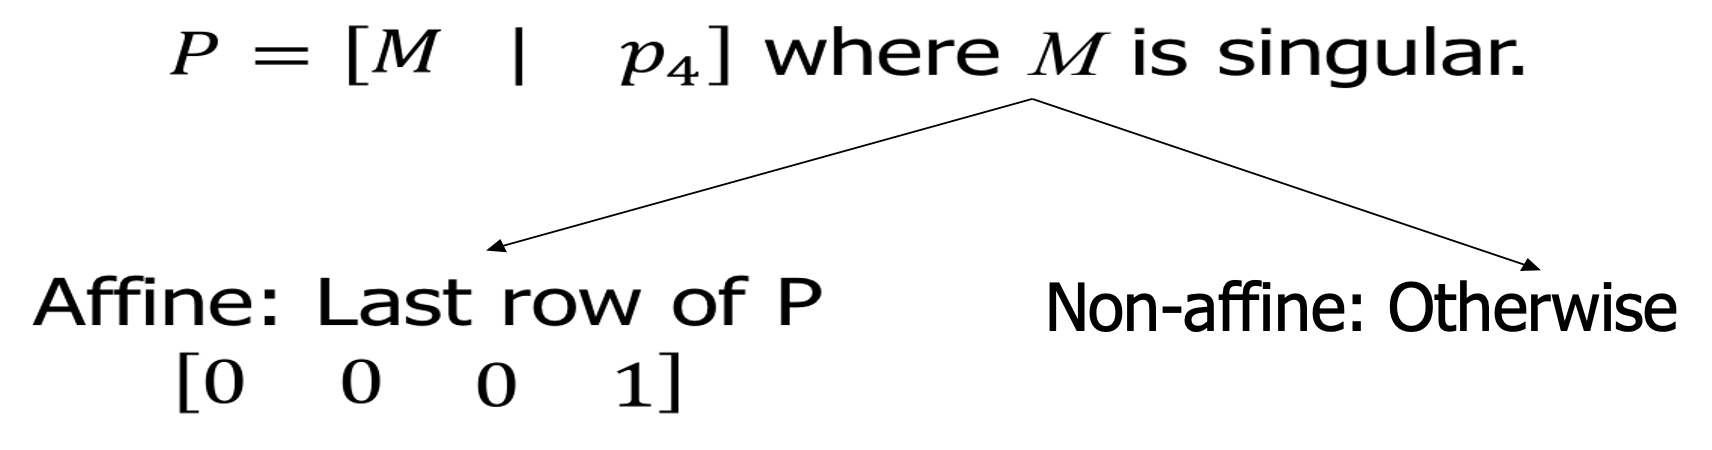 P = [M | p₄] where M is singular.
Affine: Last row of P
[0 0 0 1]
Non-affine: Otherwise